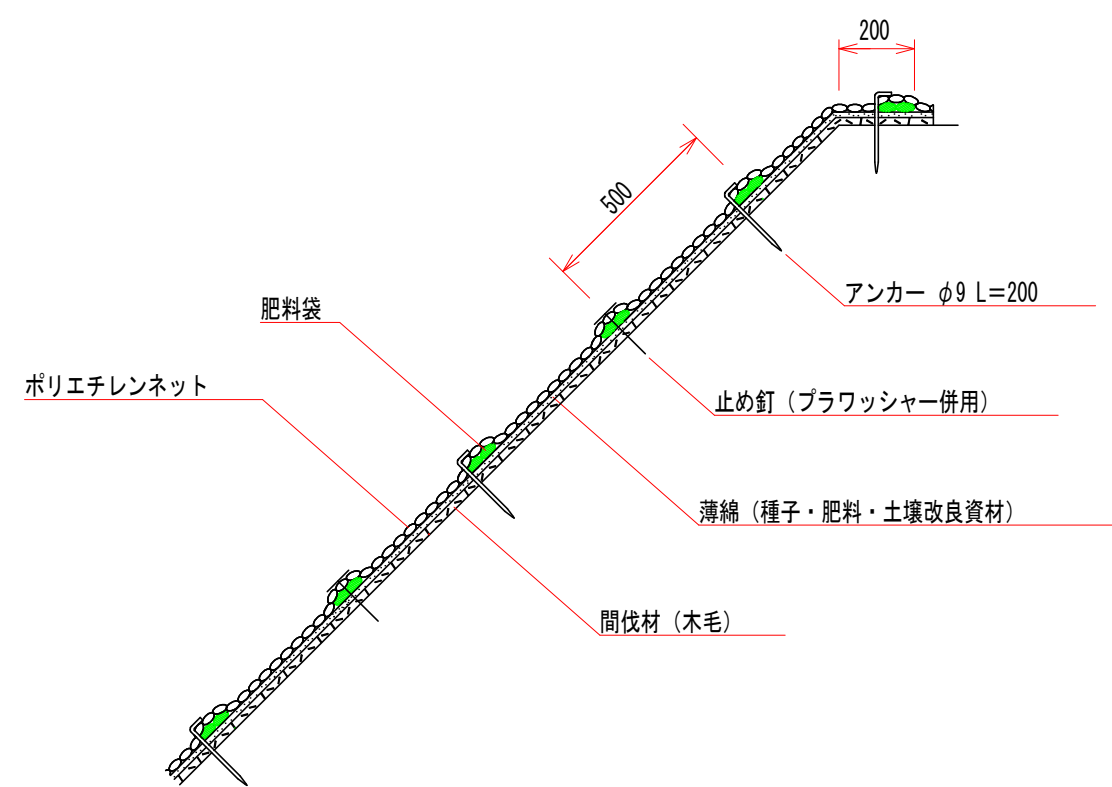 200
500
アンカー φ9 L=200
肥料袋
ポリエチレンネット
止め釘（プラワッシャー併用）
薄綿（種子・肥料・土壌改良資材）
間伐材（木毛）